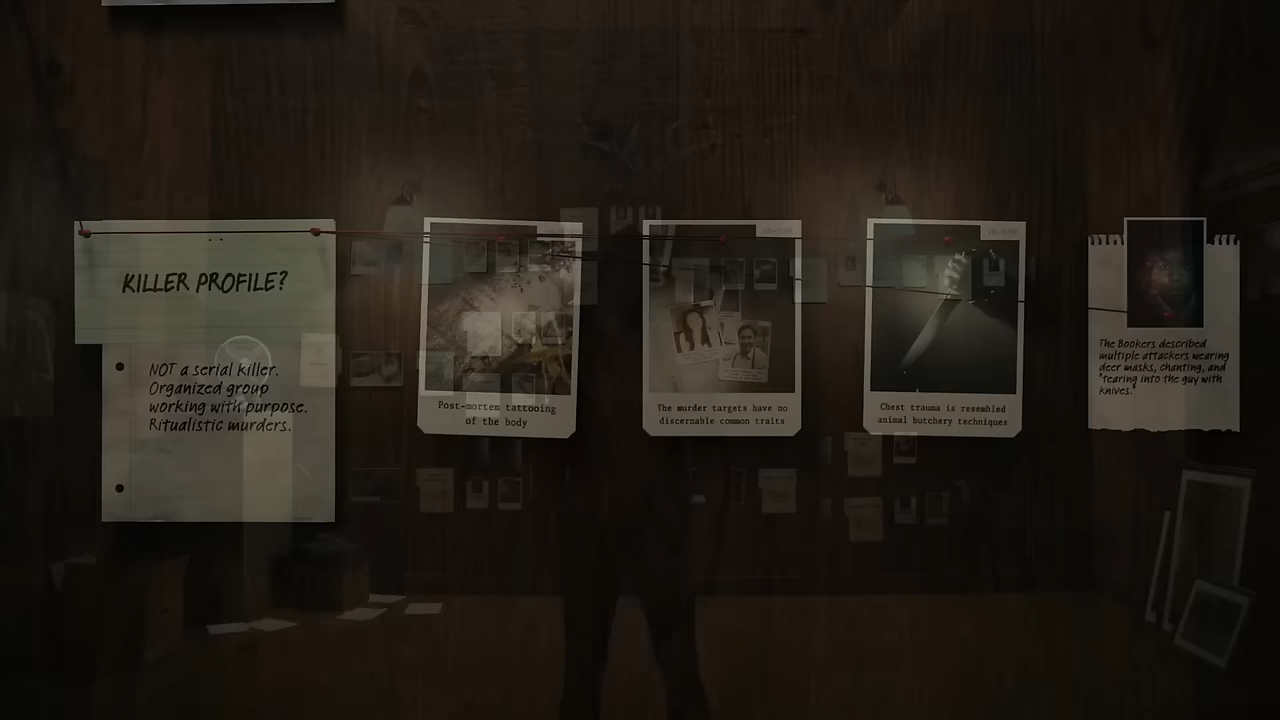 KILLER PROFILE?
NOT a serial killer.
Organized group
working with purpose.
Ritualistic murders.
Post-mortem tattooing
of the body
The murder targets have no
discernable common traits
Chest trauma is resembled
animal butchery techniques
The Bookers described
multiple attackers wearing
deer masks, chanting, and
"tearing into the guy with
knives."